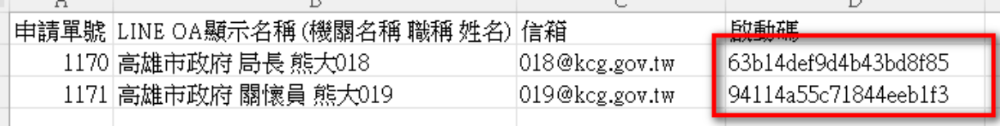 A B C D
申請單號 LINE OA顯示名稱 (機關名稱 職稱 姓名) 信箱 啟動碼
1170 高雄市政府 局長 熊大018 018@kcg.gov.tw 63b14def9d4b43bd8f85
1171 高雄市政府 關懷員 熊大019 019@kcg.gov.tw 94114a55c71844eeb1f3